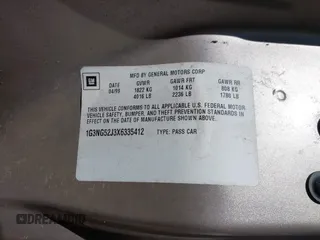 GM
MFD BY GENERAL MOTORS CORP
DATE GVWR GAWR FRT GAWR RR
04/99 1822 KG 1014 KG 808 KG
4016 LB 2236 LB 1780 LB
THIS VEHICLE CONFORMS TO ALL APPLICABLE U.S. FEDERAL MOTOR
VEHICLE SAFETY, BUMPER, AND THEFT PREVENTION STANDARDS IN
EFFECT ON THE DATE OF MANUFACTURE SHOWN ABOVE.
1G3NG52J3X6335412 TYPE: PASS CAR
AUTODNA